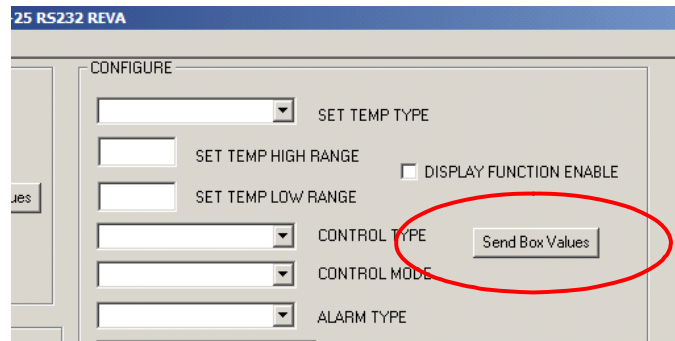 -25 RS232 REVA
CONFIGURE
SET TEMP TYPE
SET TEMP HIGH RANGE
DISPLAY FUNCTION ENABLE
ues
SET TEMP LOW RANGE
CONTROL TYPE
Send Box Values
CONTROL MODE
ALARM TYPE